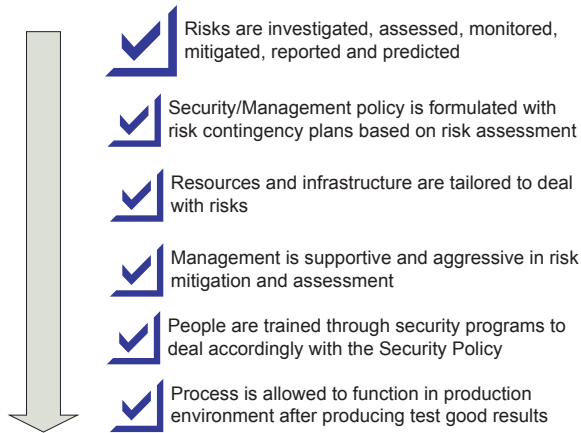 Risks are investigated, assessed, monitored,
mitigated, reported and predicted
Security/Management policy is formulated with
risk contingency plans based on risk assessment
Resources and infrastructure are tailored to deal
with risks
Management is supportive and aggressive in risk
mitigation and assessment
People are trained through security programs to
deal accordingly with the Security Policy
Process is allowed to function in production
environment after producing test good results